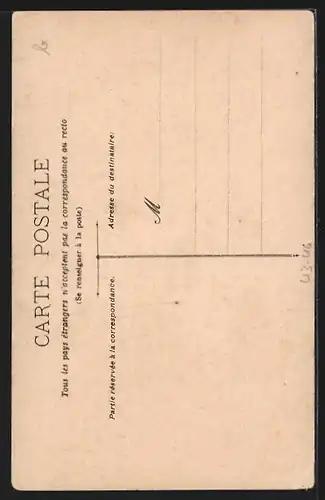 CARTE POSTALE
Tous les pays étrangers n'acceptent pas la correspondance au recto
(Se renseigner à la poste)
Partie réservée à la correspondance.
Adresse du destinataire:
M